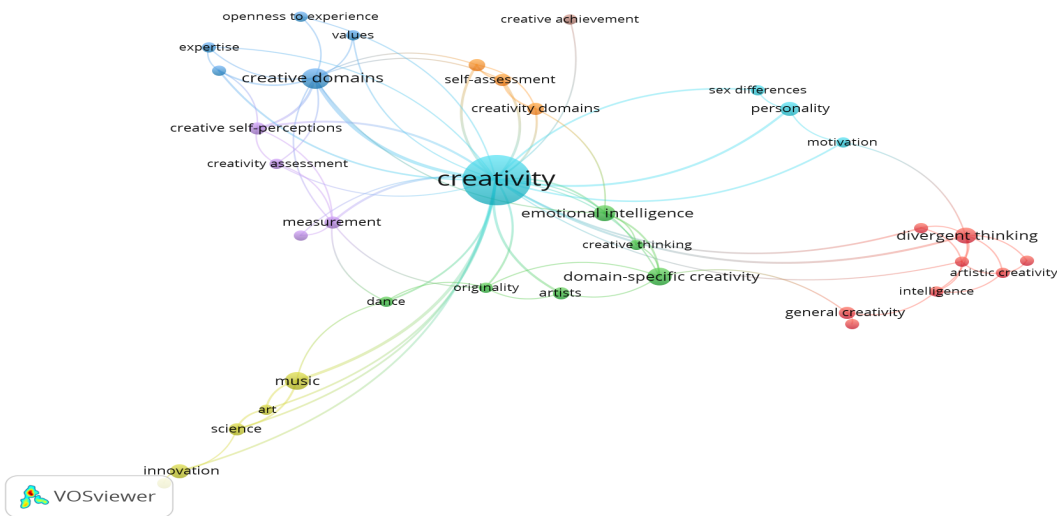 openness to experience
creative achievement
values
expertise
creative domains
self-assessment
sex differences
creativity domains
personality
creative self-perceptions
motivation
creativity assessment
creativity
emotional intelligence
measurement
divergent thinking
creative thinking
artistic creativity
domain-specific creativity
originality
artists
intelligence
dance
general creativity
music
art
science
innovation
VOSviewer